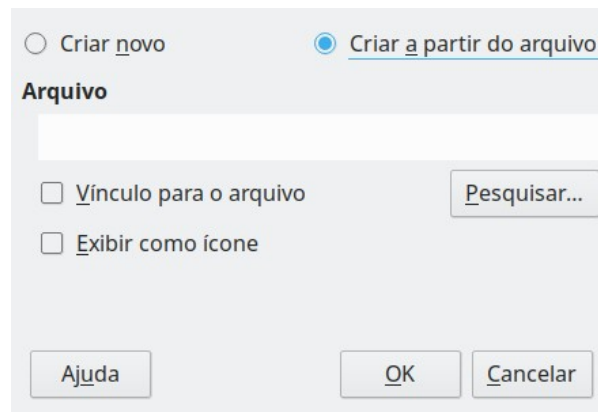 Criar novo Criar a partir do arquivo
Arquivo
Vínculo para o arquivo Pesquisar...
Exibir como ícone
Ajuda OK Cancelar